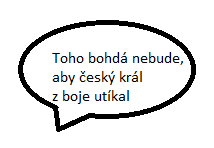 Toho bohdá nebude,
aby český král
z boje utíkal